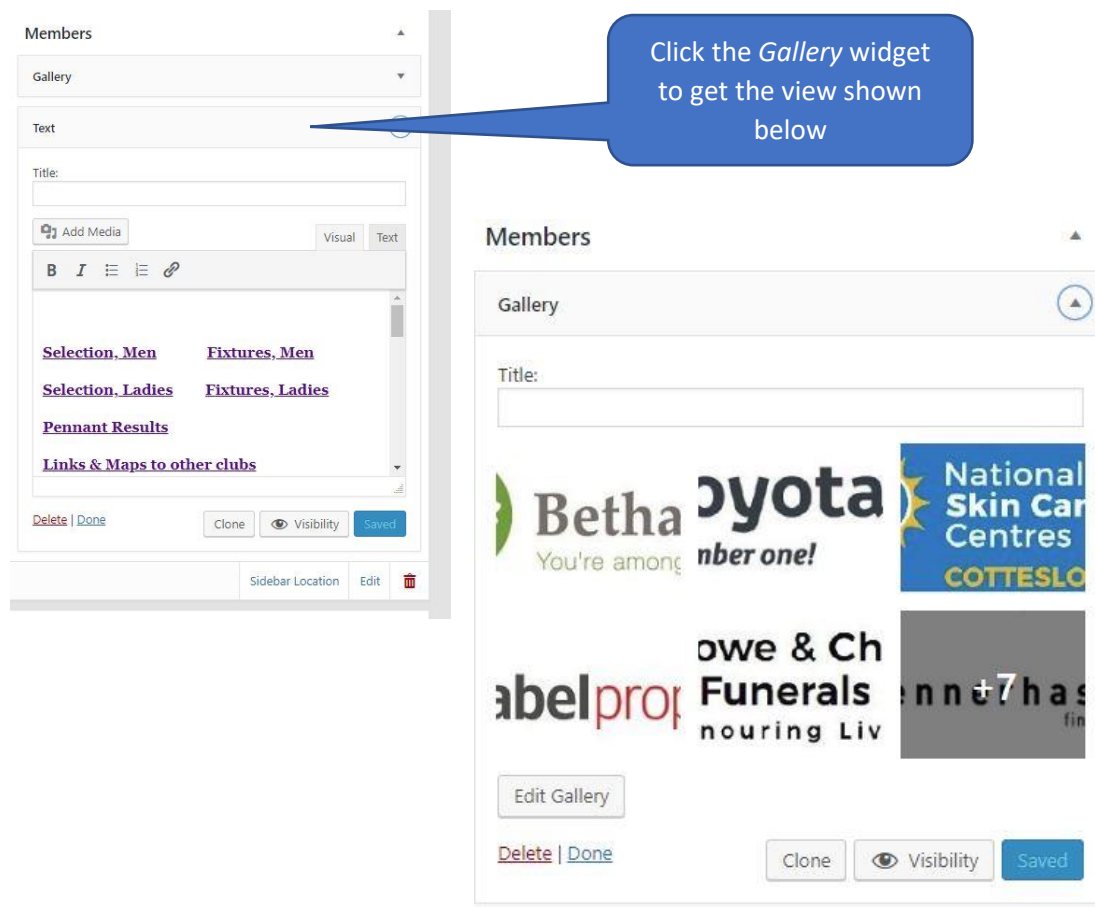 Members
Gallery
Text
Title:
Add Media
Visual Text
B I
Selection, Men Fixtures, Men
Selection, Ladies Fixtures, Ladies
Pennant Results
Links & Maps to other clubs
Delete | Done
Clone Visibility Saved
Sidebar Location Edit
Click the Gallery widget
to get the view shown
below
Members
Gallery
Title:
Betha
You're among
oyota
mber one!
National
Skin Car
Centres
COTTESLO
abelprop
owe & Ch
Funerals
nouring Liv
+7
ennerhas
fin
Edit Gallery
Delete | Done
Clone Visibility Saved